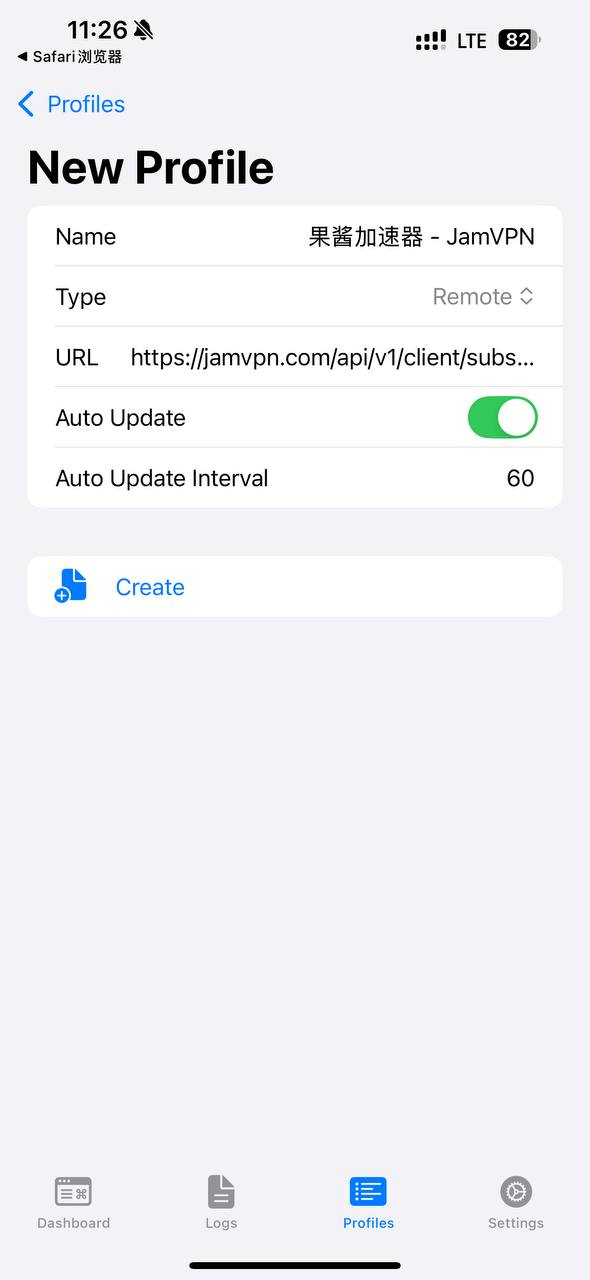 11:26
LTE 82
◀ Safari浏览器
Profiles
New Profile
Name 果酱加速器 - JamVPN
Type Remote
URL https://jamvpn.com/api/v1/client/subs...
Auto Update
Auto Update Interval 60
Create
Dashboard Logs Profiles Settings